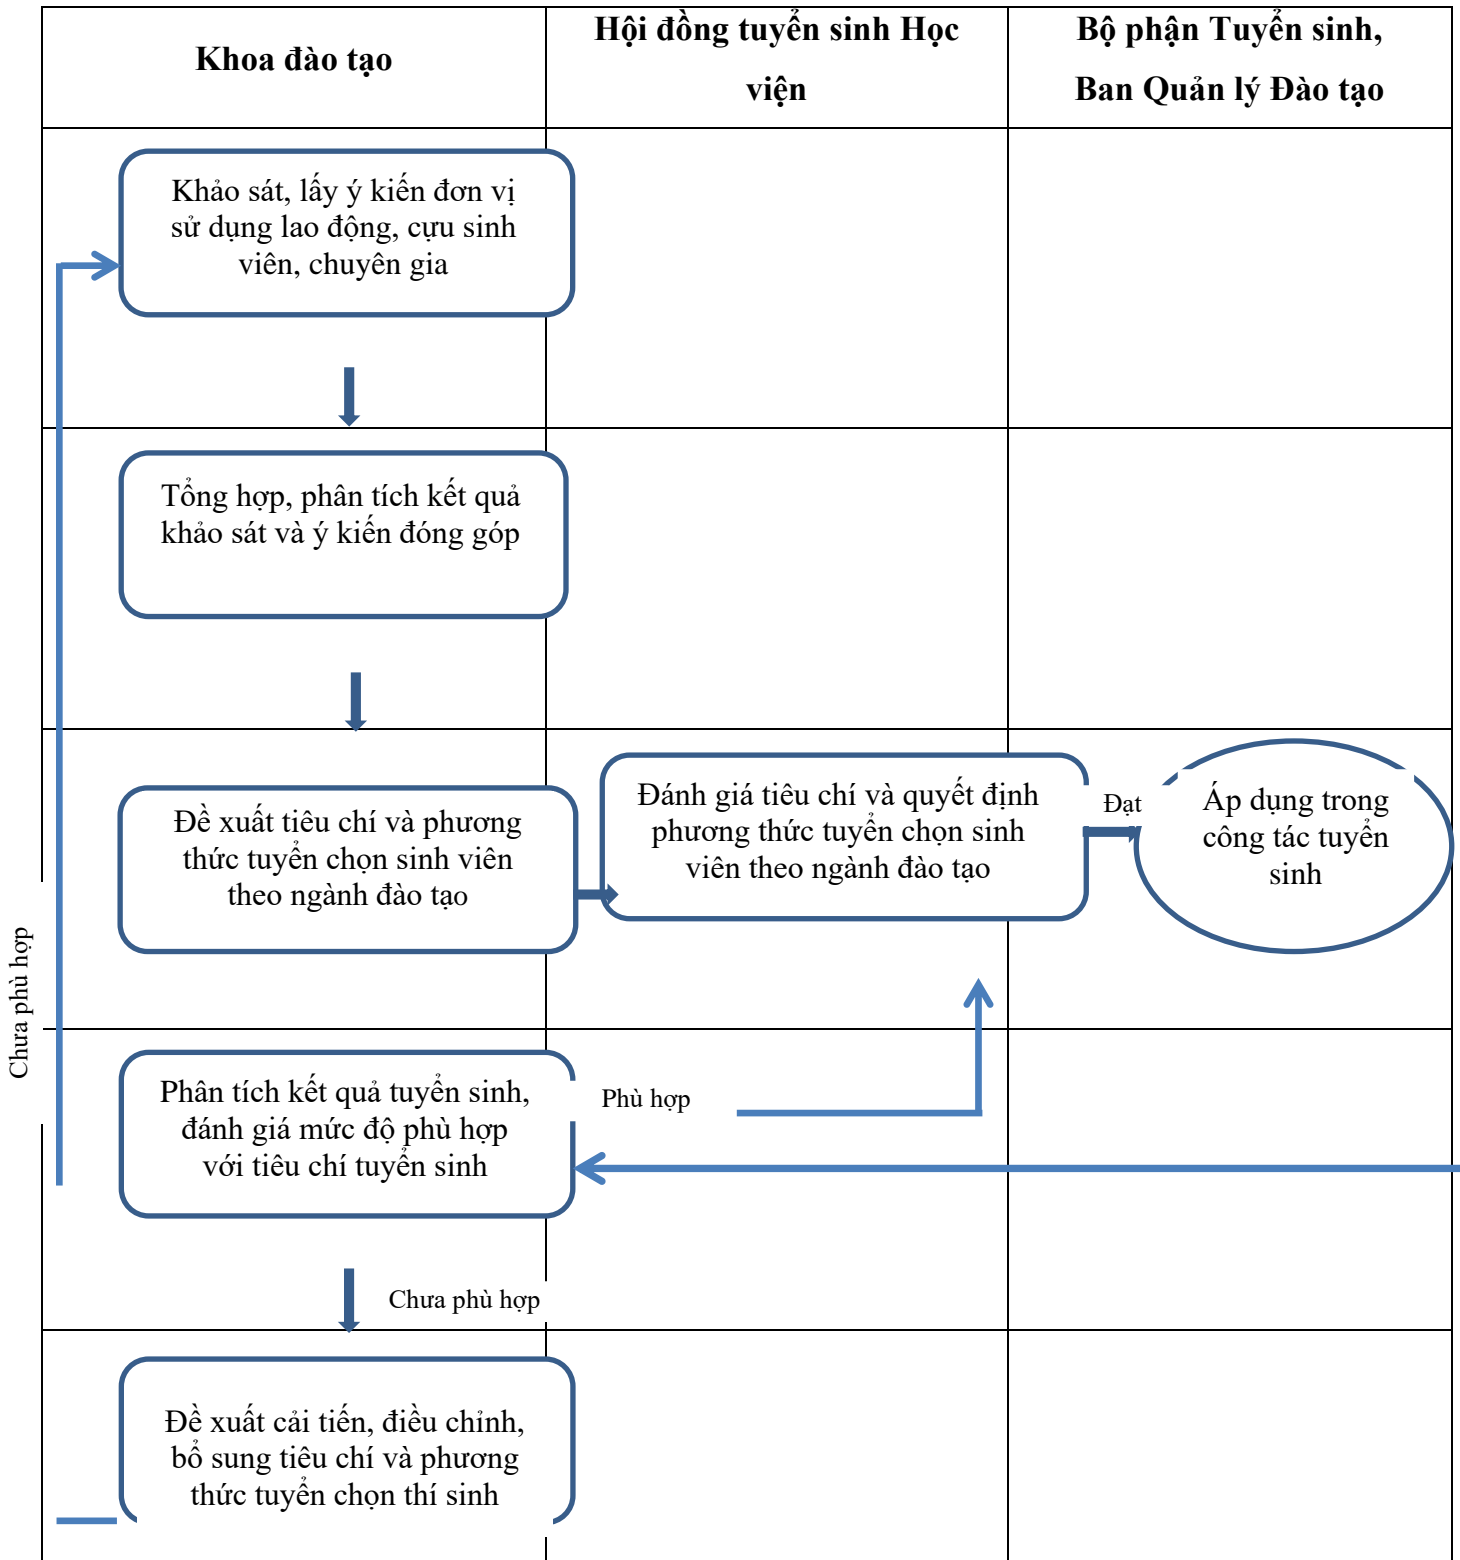 Khoa đào tạo
Hội đồng tuyển sinh Học
viện
Bộ phận Tuyển sinh,
Ban Quản lý Đào tạo
Khảo sát, lấy ý kiến đơn vị
sử dụng lao động, cựu sinh
viên, chuyên gia
Tổng hợp, phân tích kết quả
khảo sát và ý kiến đóng góp
Đề xuất tiêu chí và phương
thức tuyển chọn sinh viên
theo ngành đào tạo
Đánh giá tiêu chí và quyết định
phương thức tuyển chọn sinh
viên theo ngành đào tạo
Đạt
Áp dụng trong
công tác tuyển
sinh
Chưa phù hợp
Phân tích kết quả tuyển sinh,
đánh giá mức độ phù hợp
với tiêu chí tuyển sinh
Phù hợp
Chưa phù hợp
Đề xuất cải tiến, điều chỉnh,
bổ sung tiêu chí và phương
thức tuyển chọn thí sinh